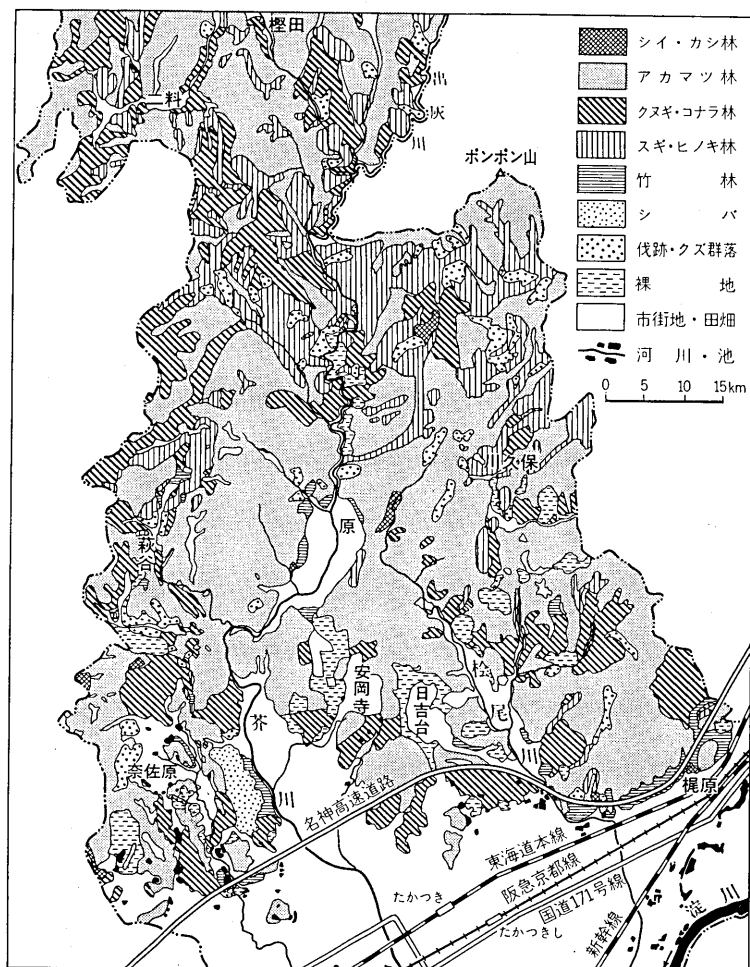 樫田
二料
出灰川
ポンポン山
シイ・カシ林
アカマツ林
クヌギ・コナラ林
スギ・ヒノキ林
竹林
シバ
伐跡・クズ群落
裸地
市街地・田畑
河川・池
0 5 10 15km
川久保
原
萩谷
安岡寺
日吉台
桧尾川
芥川
奈佐原
梶原
名神高速道路
東海道本線
阪急京都線
国道171号線
たかつき
たかつきし
新幹線
淀川